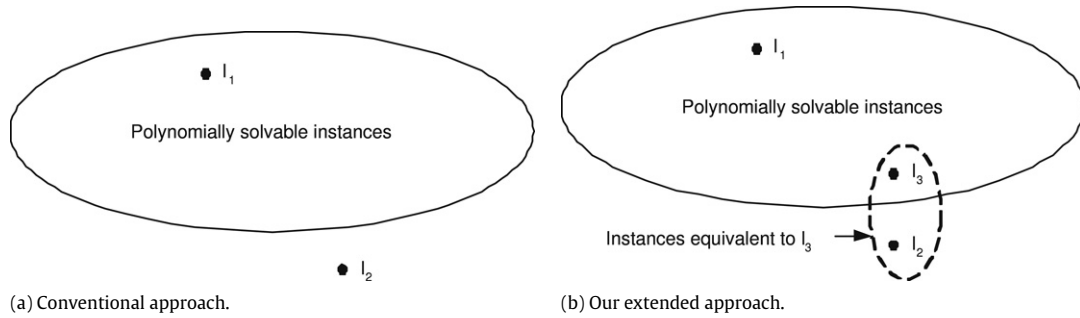 I₁
Polynomially solvable instances
I₂
(a) Conventional approach.
I₁
Polynomially solvable instances
I₃
Instances equivalent to I₃
I₂
(b) Our extended approach.